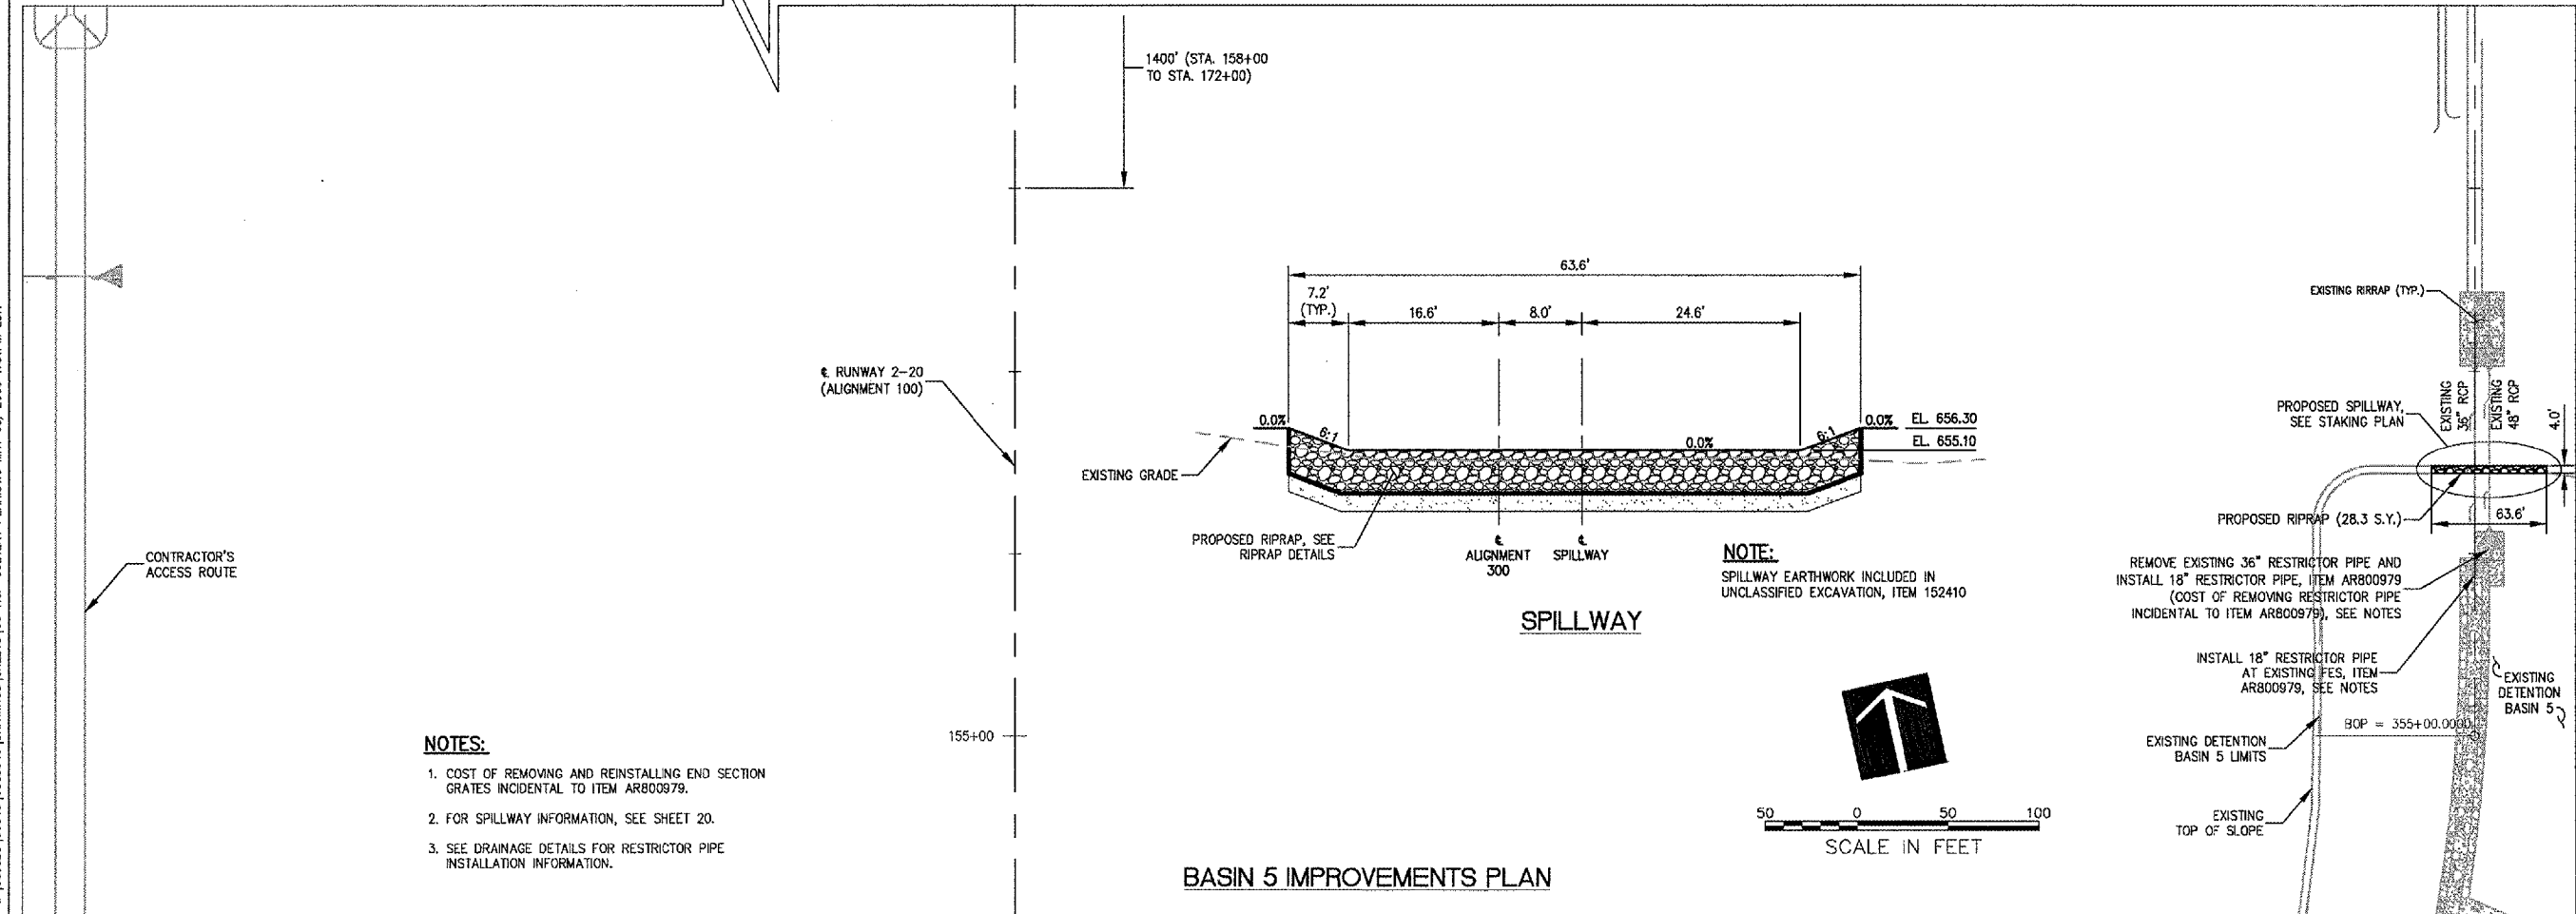 1400' (STA. 158+00
TO STA. 172+00)
63.6'
7.2'
(TYP.)
16.6'
8.0'
24.6'
℄ RUNWAY 2-20
(ALIGNMENT 100)
0.0%
6:1
0.0%
6:1
0.0%
EL. 656.30
EL. 655.10
EXISTING GRADE
PROPOSED RIPRAP, SEE
RIPRAP DETAILS
℄
ALIGNMENT
300
℄
SPILLWAY
NOTE:
SPILLWAY EARTHWORK INCLUDED IN
UNCLASSIFIED EXCAVATION, ITEM 152410
SPILLWAY
CONTRACTOR'S
ACCESS ROUTE
155+00
NOTES:
1. COST OF REMOVING AND REINSTALLING END SECTION
GRATES INCIDENTAL TO ITEM AR800979.
2. FOR SPILLWAY INFORMATION, SEE SHEET 20.
3. SEE DRAINAGE DETAILS FOR RESTRICTOR PIPE
INSTALLATION INFORMATION.
50 0 50 100
SCALE IN FEET
BASIN 5 IMPROVEMENTS PLAN
EXISTING RIRRAP (TYP.)
EXISTING
36" RCP
EXISTING
48" RCP
4.0'
PROPOSED SPILLWAY,
SEE STAKING PLAN
PROPOSED RIPRAP (28.3 S.Y.)
63.6'
REMOVE EXISTING 36" RESTRICTOR PIPE AND
INSTALL 18" RESTRICTOR PIPE, ITEM AR800979
(COST OF REMOVING RESTRICTOR PIPE
INCIDENTAL TO ITEM AR800979), SEE NOTES
INSTALL 18" RESTRICTOR PIPE
AT EXISTING FES, ITEM
AR800979, SEE NOTES
EXISTING
DETENTION
BASIN 5
BOP = 355+00.0000
EXISTING DETENTION
BASIN 5 LIMITS
EXISTING
TOP OF SLOPE